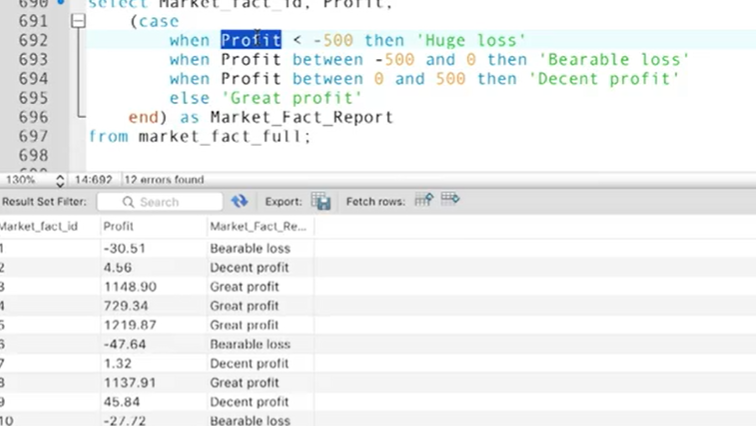 690 select Market_fact_id, Profit,
691 (case
692 when Profit < -500 then 'Huge loss'
693 when Profit between -500 and 0 then 'Bearable loss'
694 when Profit between 0 and 500 then 'Decent profit'
695 else 'Great profit'
696 end) as Market_Fact_Report
697 from market_fact_full;
698
130% 14:692 12 errors found
Result Set Filter: Search Export: Fetch rows:
Market_fact_id Profit Market_Fact_Re...
1 -30.51 Bearable loss
2 4.56 Decent profit
3 1148.90 Great profit
4 729.34 Great profit
5 1219.87 Great profit
6 -47.64 Bearable loss
7 1.32 Decent profit
8 1137.91 Great profit
9 45.84 Decent profit
10 -27.72 Bearable loss